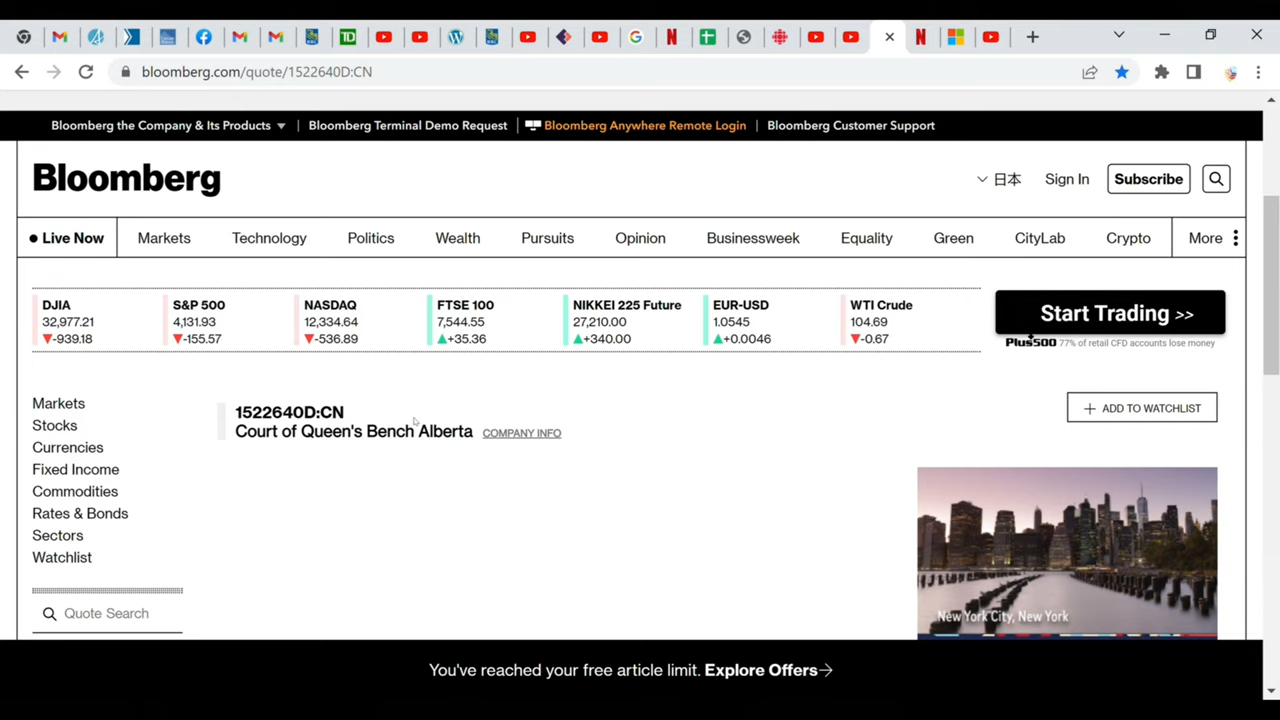 bloomberg.com/quote/1522640D:CN
Bloomberg the Company & Its Products ▼ | Bloomberg Terminal Demo Request | Bloomberg Anywhere Remote Login | Bloomberg Customer Support
Bloomberg
日本 Sign In Subscribe
● Live Now Markets Technology Politics Wealth Pursuits Opinion Businessweek Equality Green CityLab Crypto More
DJIA S&P 500 NASDAQ FTSE 100 NIKKEI 225 Future EUR-USD WTI Crude
32,977.21 4,131.93 12,334.64 7,544.55 27,210.00 1.0545 104.69
▼-939.18 ▼-155.57 ▼-536.89 ▲+35.36 ▲+340.00 ▲+0.0046 ▼-0.67
Start Trading >>
Plus500 77% of retail CFD accounts lose money
Markets
Stocks
Currencies
Fixed Income
Commodities
Rates & Bonds
Sectors
Watchlist
Quote Search
1522640D:CN
Court of Queen's Bench Alberta COMPANY INFO
+ ADD TO WATCHLIST
New York City, New York
You've reached your free article limit. Explore Offers→